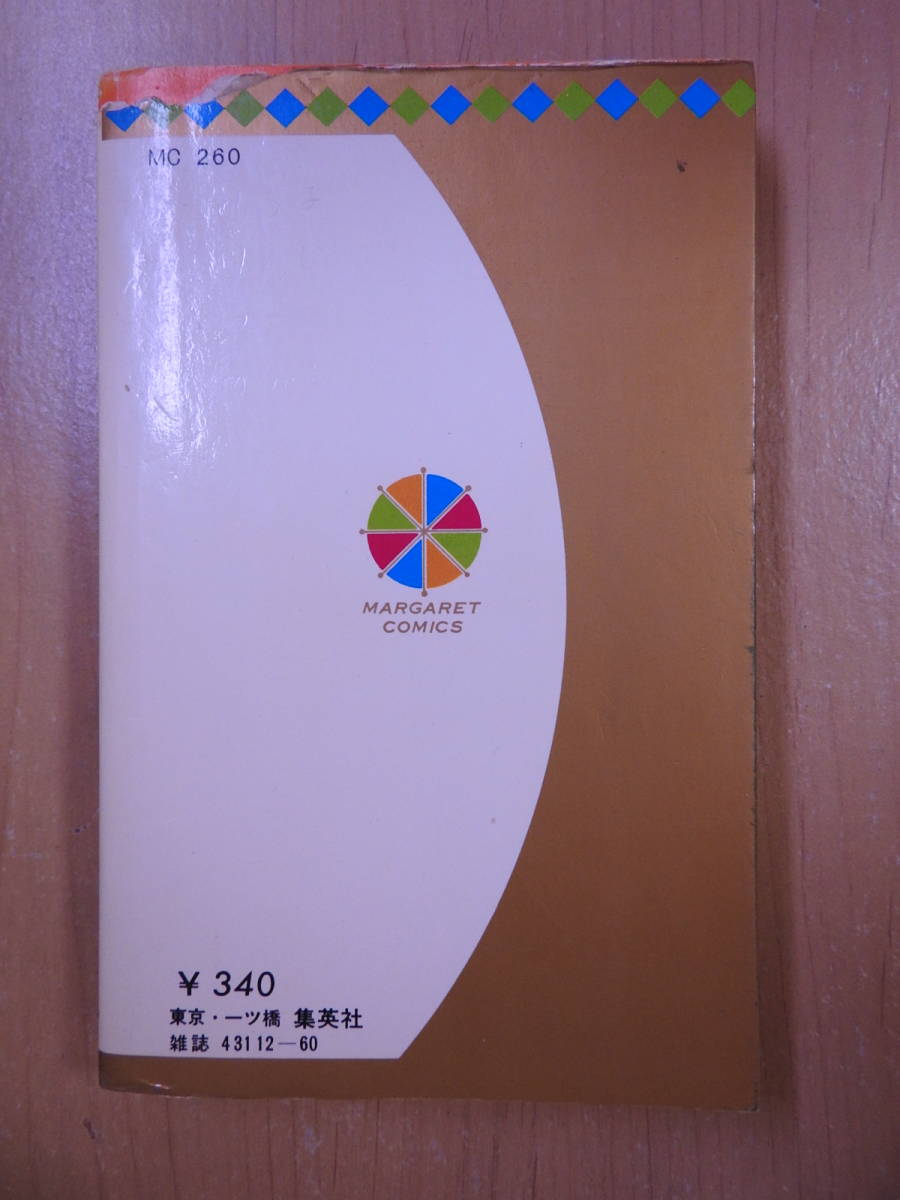 MC 260
MARGARET
COMICS
¥ 340
東京・一ツ橋 集英社
雑誌 43112―60